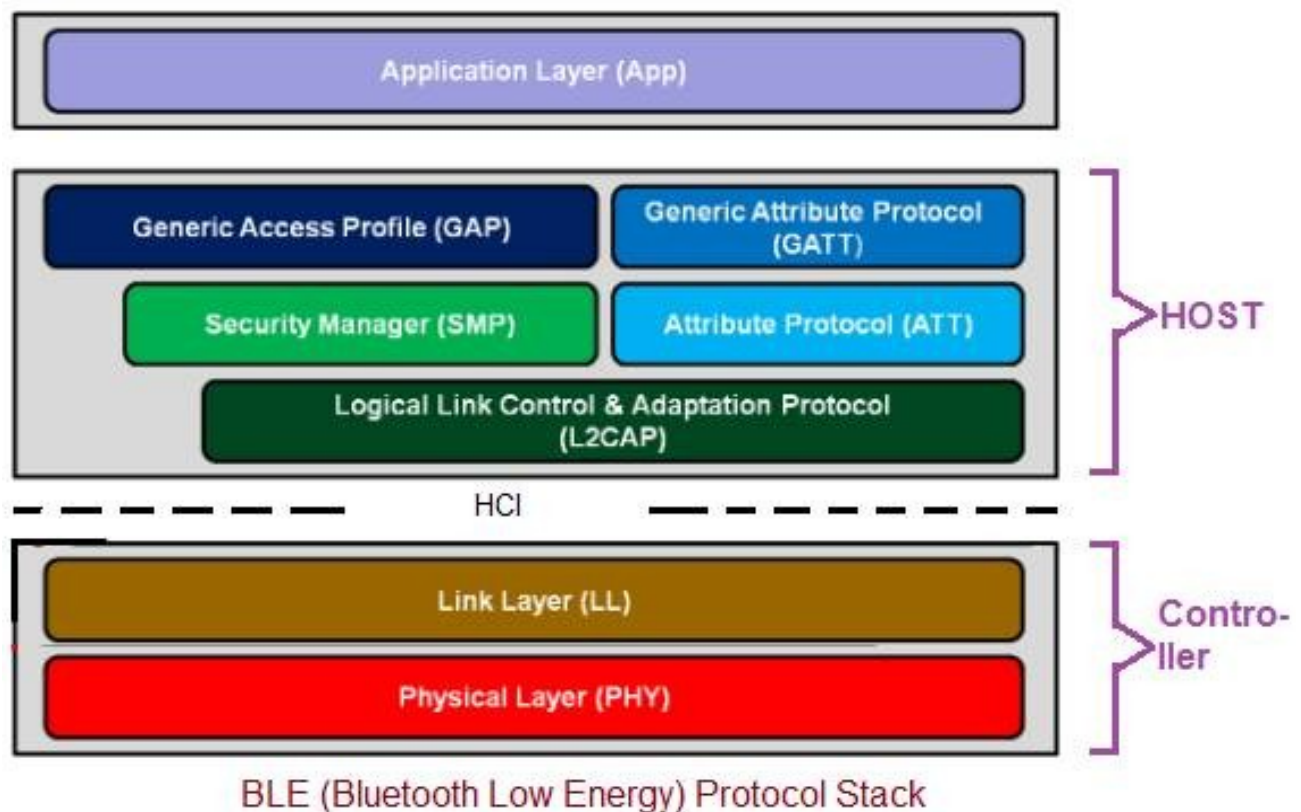 Application Layer (App)
Generic Access Profile (GAP)
Generic Attribute Protocol
(GATT)
Security Manager (SMP)
Attribute Protocol (ATT)
Logical Link Control & Adaptation Protocol
(L2CAP)
HOST
HCI
Link Layer (LL)
Physical Layer (PHY)
Contro-
ller
BLE (Bluetooth Low Energy) Protocol Stack